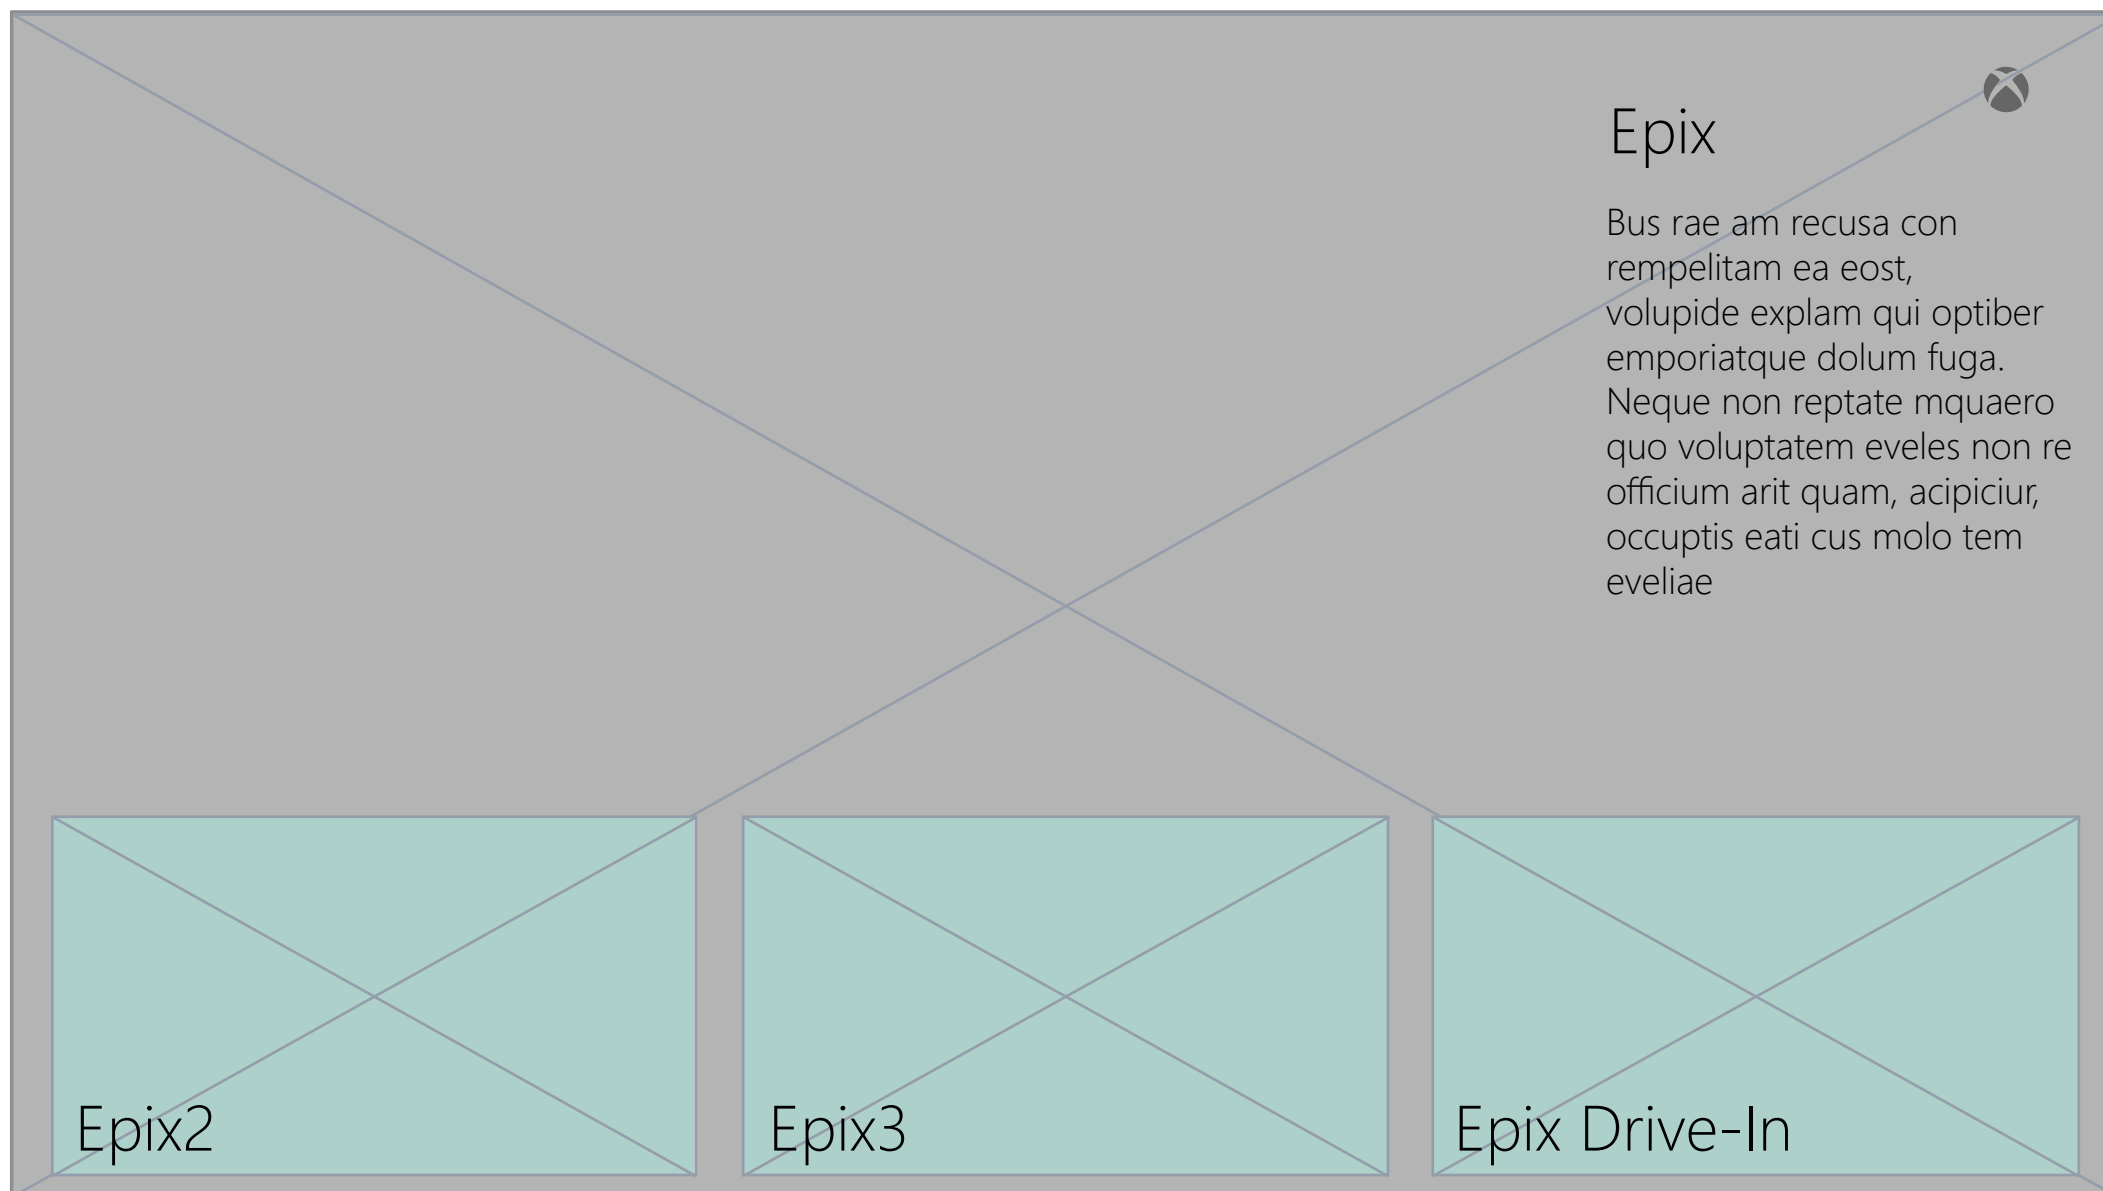 Epix
Bus rae am recusa con
rempelitam ea eost,
volupide explam qui optiber
emporiatque dolum fuga.
Neque non reptate mquaero
quo voluptatem eveles non re
officium arit quam, acipiciur,
occuptis eati cus molo tem
eveliae
Epix2
Epix3
Epix Drive-In